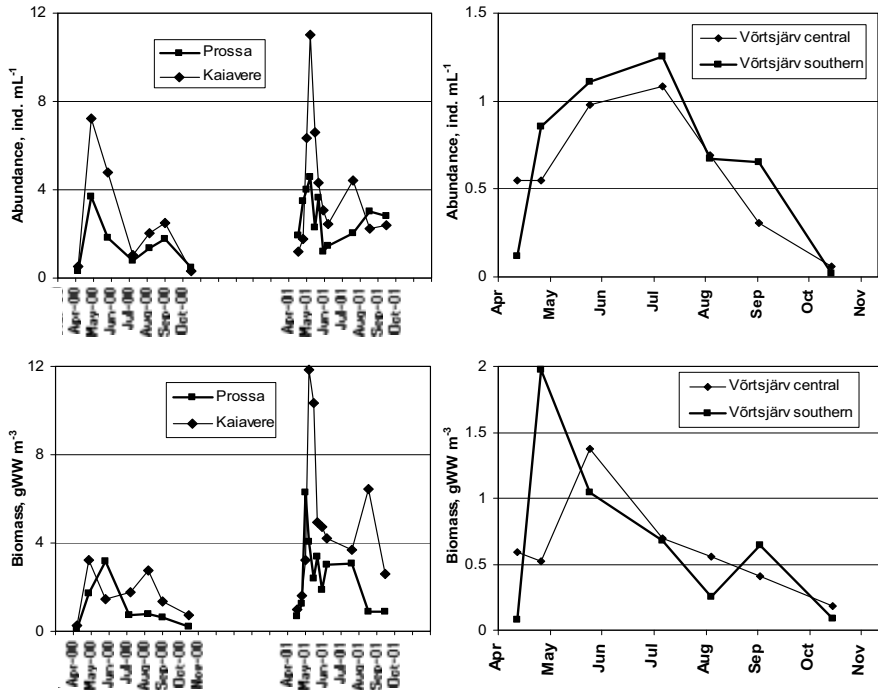 Abundance, ind. mL-1
12
8
4
0
Prossa
Kaiavere
Apr-00
May-00
Jun-00
Jul-00
Aug-00
Sep-00
Oct-00
Apr-01
May-01
Jun-01
Jul-01
Aug-01
Sep-01
Oct-01
Abundance, ind. mL-1
1.5
1
0.5
0
Võrtsjärv central
Võrtsjärv southern
Apr
May
Jun
Jul
Aug
Sep
Oct
Nov
Biomass, gWW m-3
12
8
4
0
Prossa
Kaiavere
Apr-00
May-00
Jun-00
Jul-00
Aug-00
Sep-00
Oct-00
Nov-00
Apr-01
May-01
Jun-01
Jul-01
Aug-01
Sep-01
Oct-01
Biomass, gWW m-3
2
1.5
1
0.5
0
Võrtsjärv central
Võrtsjärv southern
Apr
May
Jun
Jul
Aug
Sep
Oct
Nov